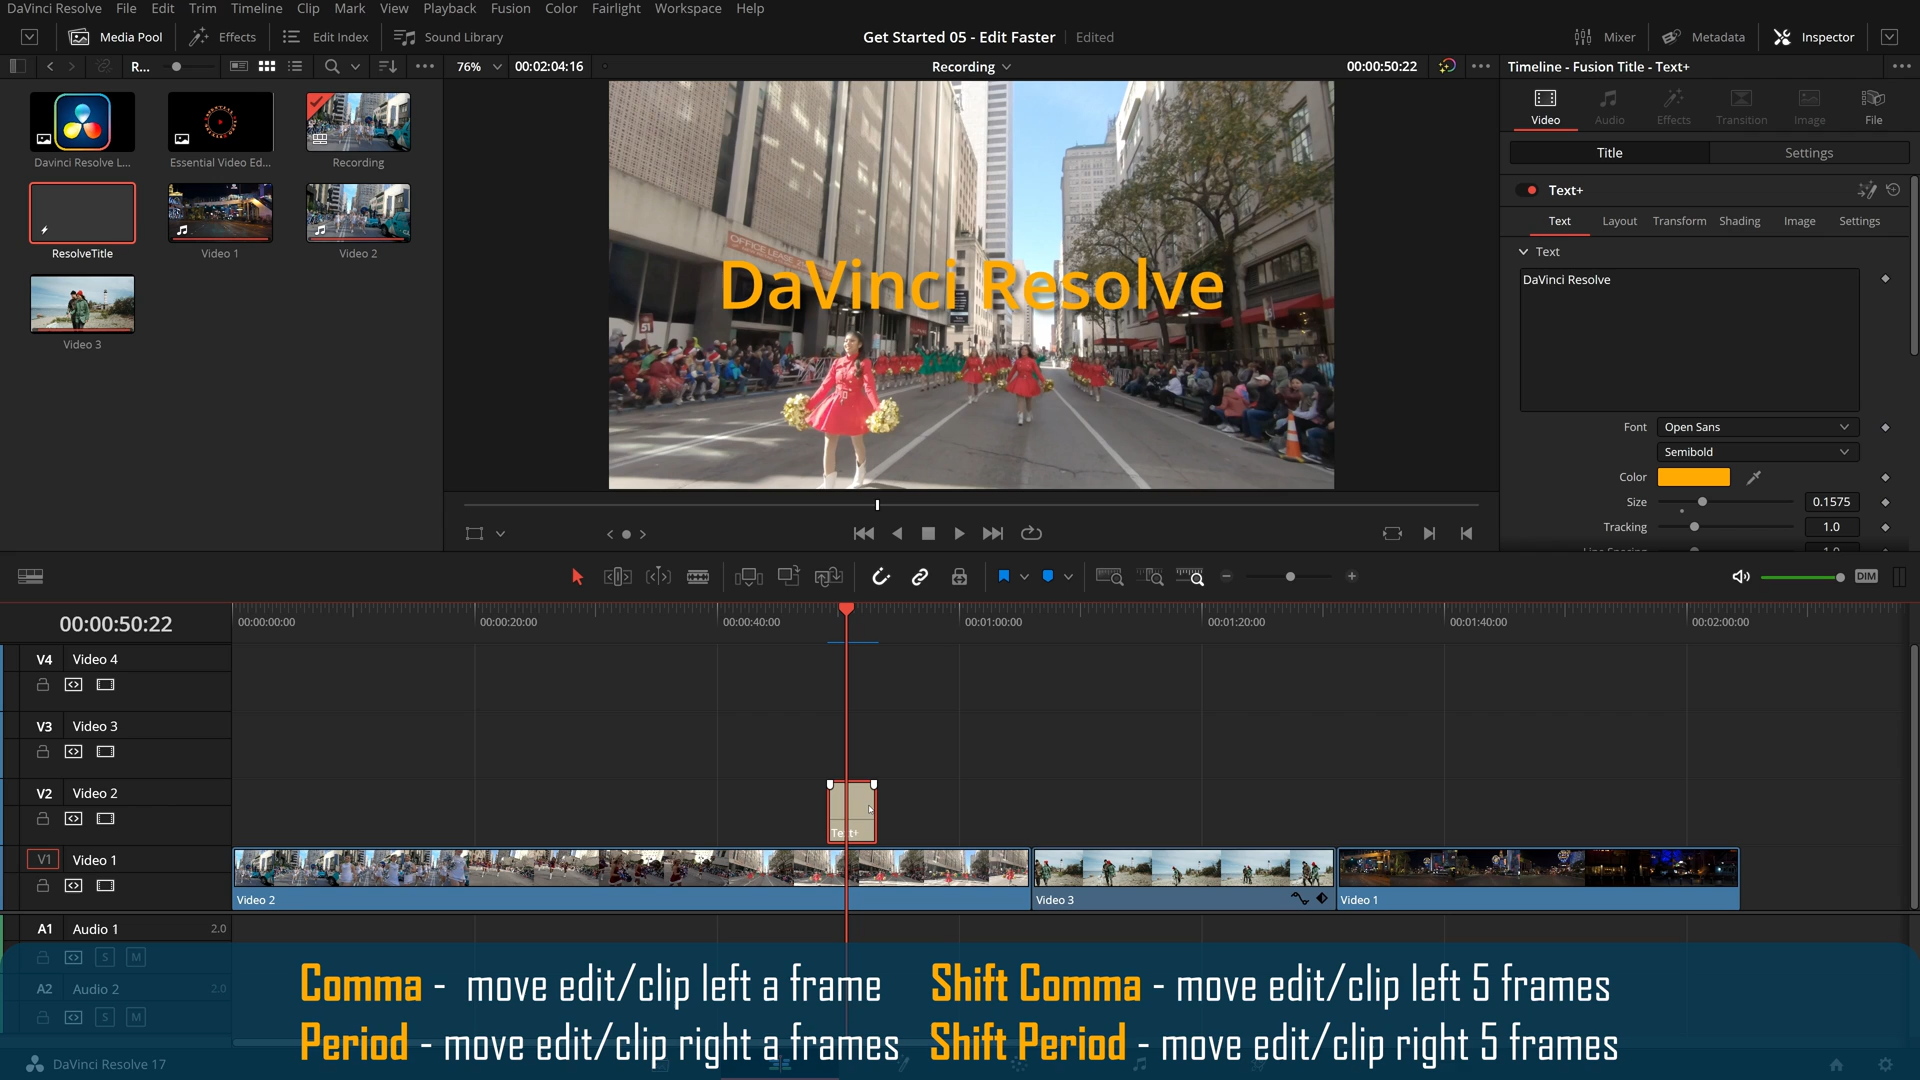 DaVinci Resolve File Edit Trim Timeline Clip Mark View Playback Fusion Color Fairlight Workspace Help
Media Pool Effects Edit Index Sound Library Get Started 05 - Edit Faster Edited Mixer Metadata Inspector
R... 76% 00:02:04:16 Recording 00:00:50:22 Timeline - Fusion Title - Text+
Video Audio Effects Transition Image File
Davinci Resolve L... Essential Video Ed... Recording
Title Settings
Text+
Text Layout Transform Shading Image Settings
ResolveTitle Video 1 Video 2
Text
DaVinci Resolve
Video 3
OFFICE LEASE
51
DaVinci Resolve
Font Open Sans
Semibold
Color
Size 0.1575
Tracking 1.0
Line Spacing 1.0
DIM
00:00:50:22 00:00:00:00 00:00:20:00 00:00:40:00 00:01:00:00 00:01:20:00 00:01:40:00 00:02:00:00
V4 Video 4
V3 Video 3
V2 Video 2
Text+
V1 Video 1
Video 2 Video 3 Video 1
A1 Audio 1 2.0
S M
A2 Audio 2 2.0
S M
Comma - move edit/clip left a frame Shift Comma - move edit/clip left 5 frames
Period - move edit/clip right a frames Shift Period - move edit/clip right 5 frames
DaVinci Resolve 17